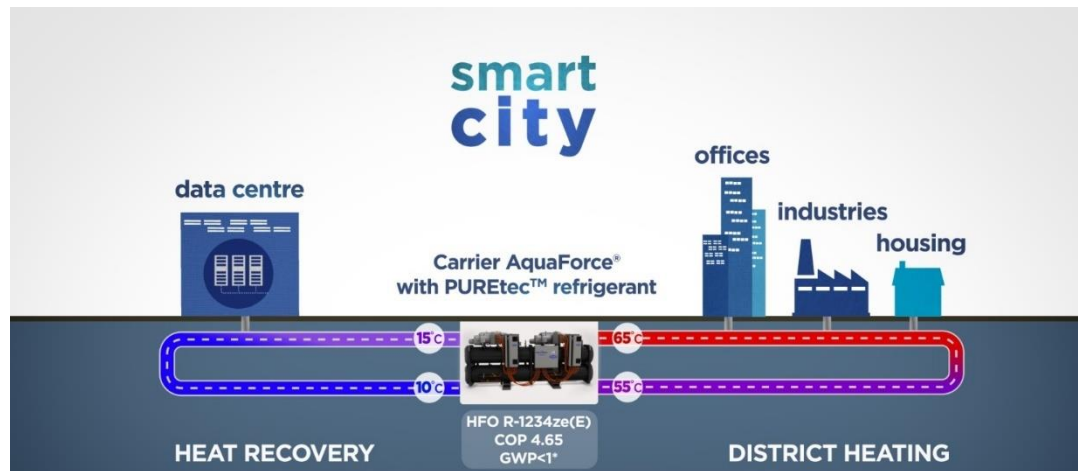 smart
city
data centre
offices
industries
housing
Carrier AquaForce®
with PUREtec™ refrigerant
15°C
65°C
10°C
55°C
HFO R-1234ze(E)
COP 4.65
GWP<1*
HEAT RECOVERY
DISTRICT HEATING